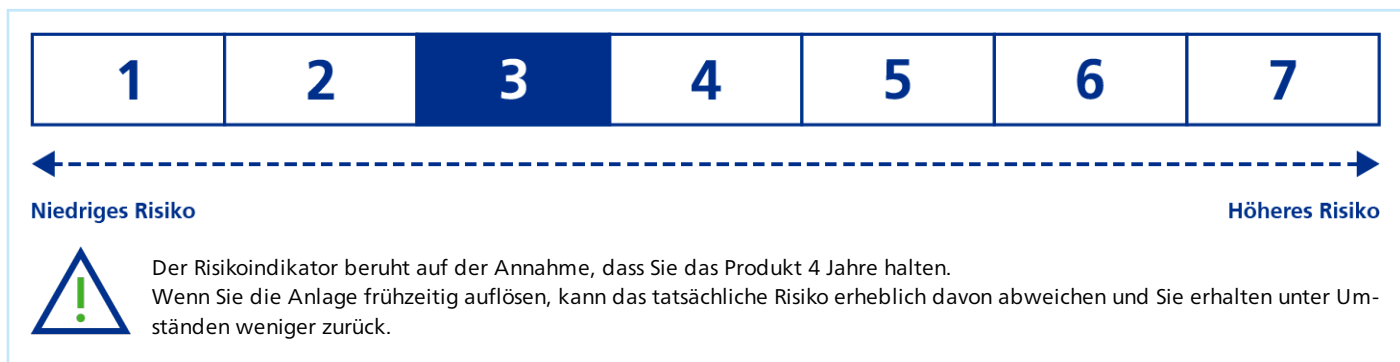 1 2 3 4 5 6 7
Niedriges Risiko Höheres Risiko
Der Risikoindikator beruht auf der Annahme, dass Sie das Produkt 4 Jahre halten.
Wenn Sie die Anlage frühzeitig auflösen, kann das tatsächliche Risiko erheblich davon abweichen und Sie erhalten unter Um-
ständen weniger zurück.